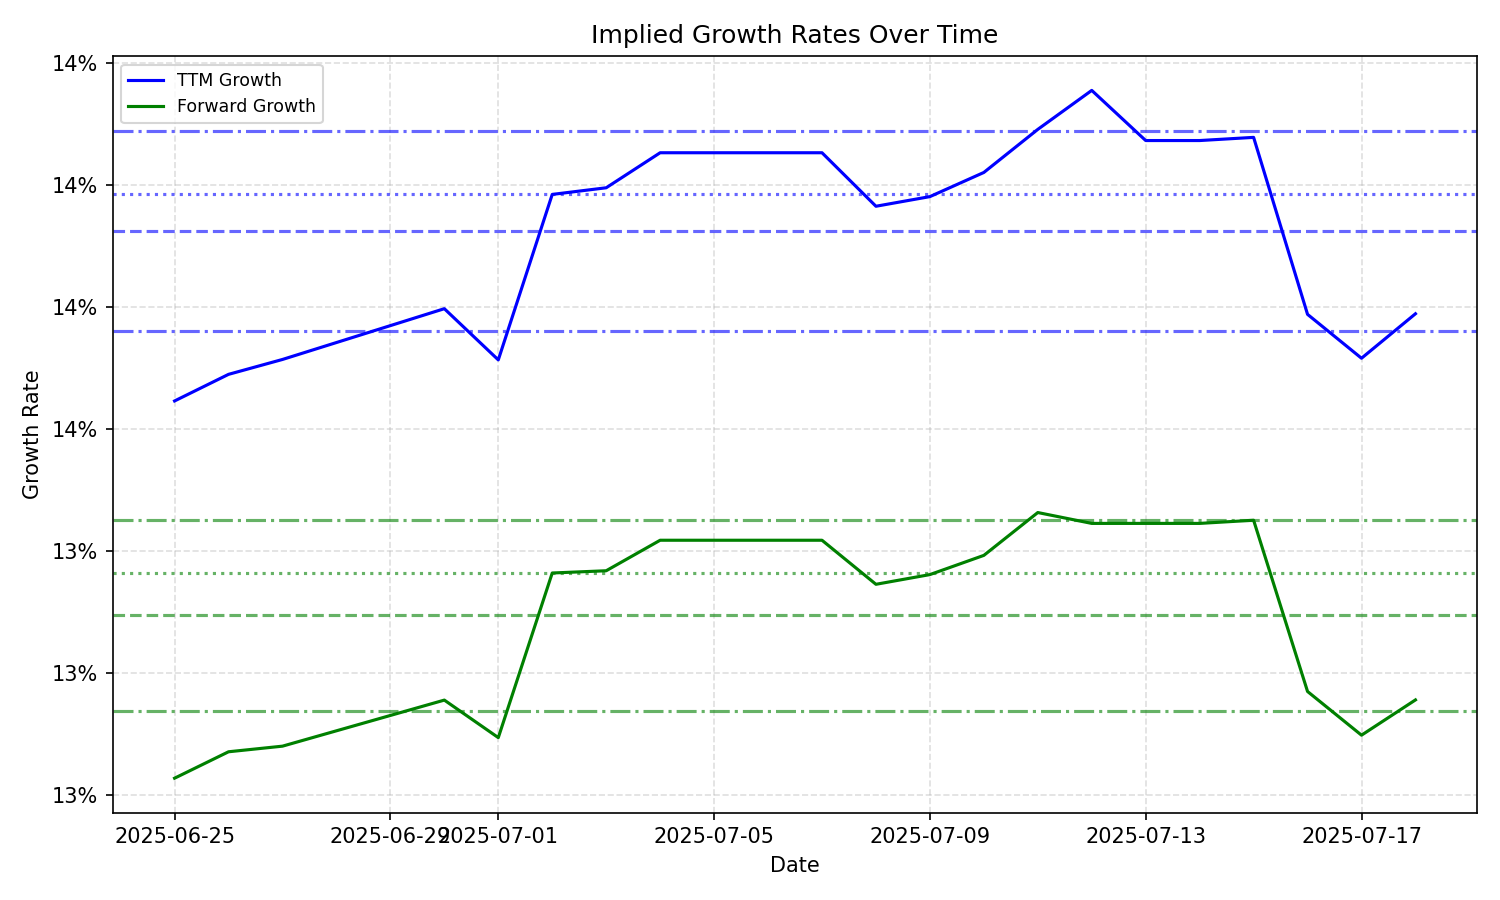 Implied Growth Rates Over Time
14%
14%
14%
14%
13%
13%
13%
Growth Rate
TTM Growth
Forward Growth
2025-06-25
2025-06-29
2025-07-01
2025-07-05
2025-07-09
2025-07-13
2025-07-17
Date